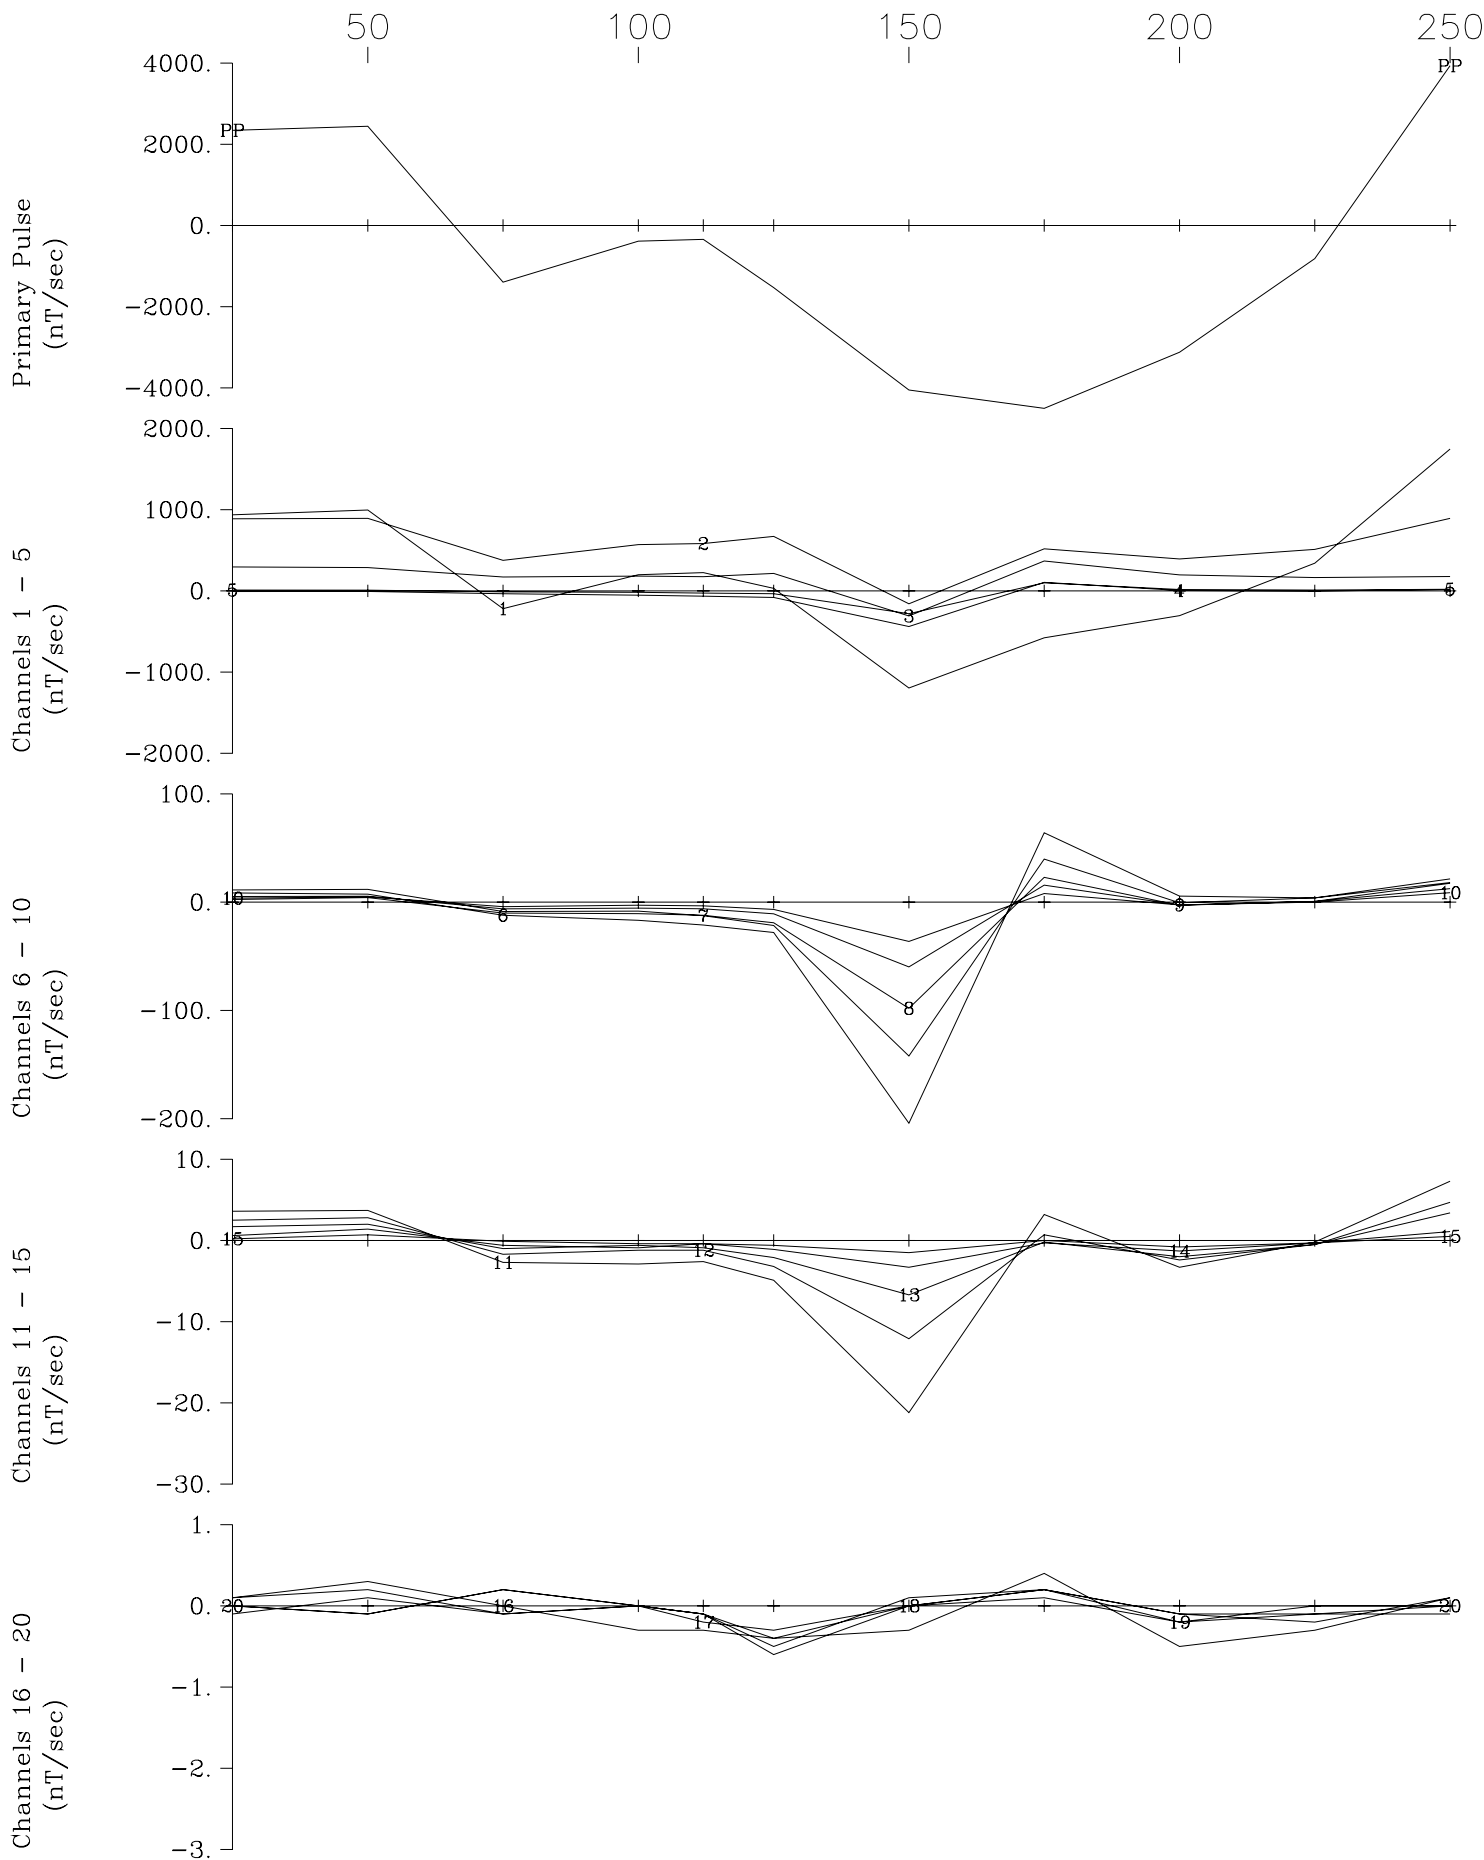 50 100 150 200 250
4000.
PP PP
2000.
0.
-2000.
-4000.
Primary Pulse
(nT/sec)
2000.
1000.
2
0.
5 1 3 4 5
-1000.
-2000.
Channels 1 - 5
(nT/sec)
100.
0.
10 6 7 9 10
-100.
8
-200.
Channels 6 - 10
(nT/sec)
10.
0.
15 11 12 14 15
13
-10.
-20.
-30.
Channels 11 - 15
(nT/sec)
1.
0.
20 16 17 18 19 20
-1.
-2.
-3.
Channels 16 - 20
(nT/sec)